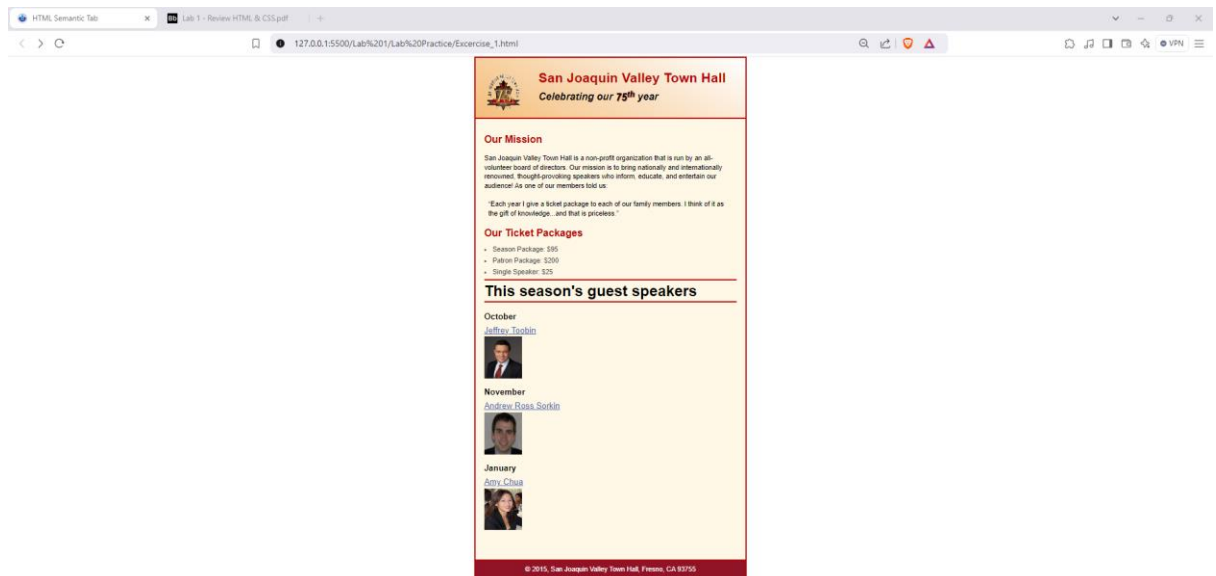 HTML Semantic Tab
Bb Lab 1 - Review HTML & CSS.pdf
127.0.0.1:5500/Lab%201/Lab%20Practice/Excercise_1.html
VPN
San Joaquin Valley Town Hall
Celebrating our 75th year
Our Mission
San Joaquin Valley Town Hall is a non-profit organization that is run by an all-
volunteer board of directors. Our mission is to bring nationally and internationally
renowned, thought-provoking speakers who inform, educate, and entertain our
audience! As one of our members told us:
"Each year I give a ticket package to each of our family members. I think of it as
the gift of knowledge...and that is priceless."
Our Ticket Packages
Season Package: $95
Patron Package: $200
Single Speaker: $25
This season's guest speakers
October
Jeffrey Toobin
November
Andrew Ross Sorkin
January
Amy Chua
© 2015, San Joaquin Valley Town Hall, Fresno, CA 93755